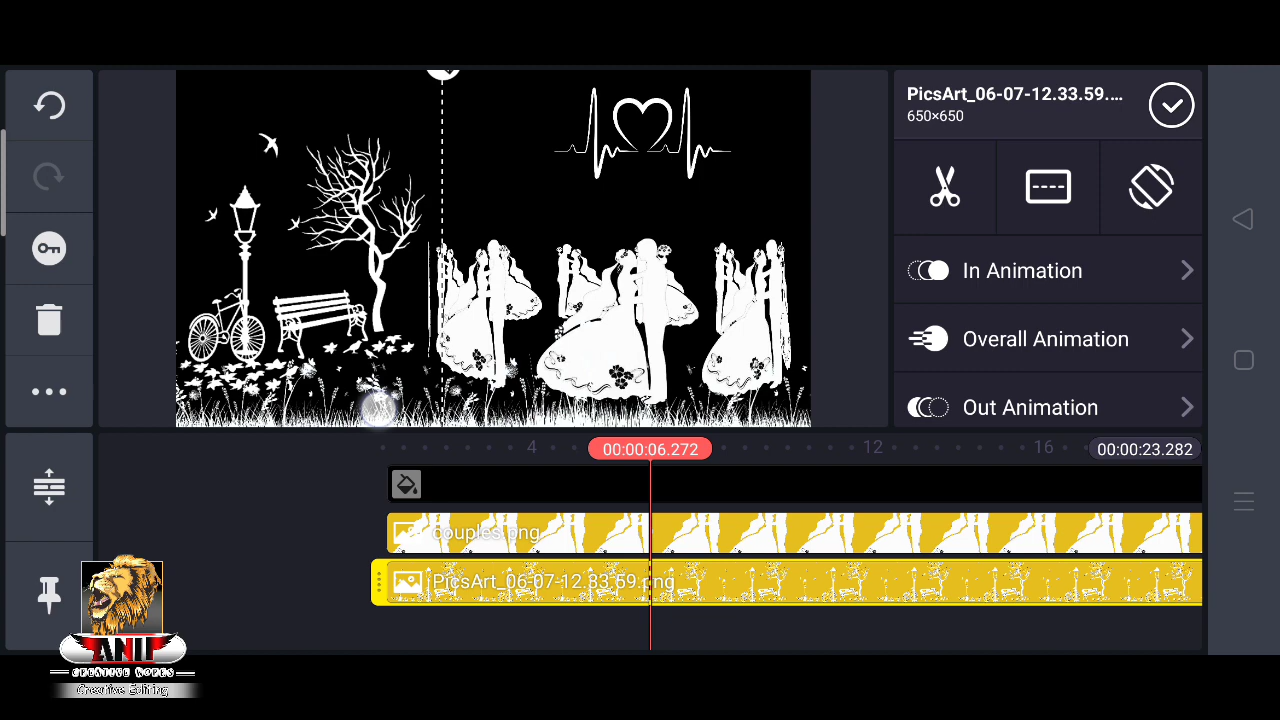 PicsArt_06-07-12.33.59....
650×650
In Animation
Overall Animation
Out Animation
4
00:00:06.272
12
16
00:00:23.282
couples.png
PicsArt_06-07-12.33.59.png
ANU
CREATIVE WORKS
Creative Editing